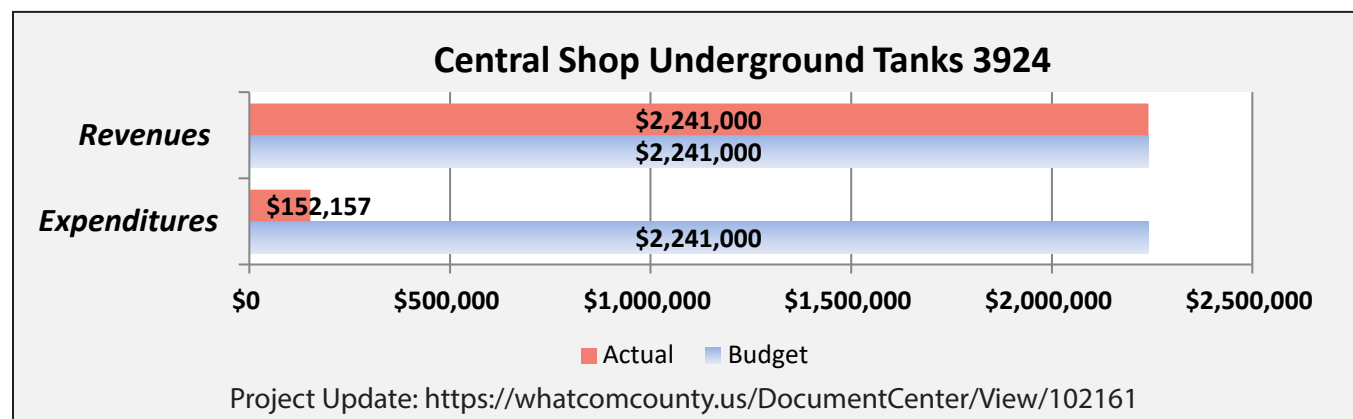 Central Shop Underground Tanks 3924
Revenues
$2,241,000
$2,241,000
Expenditures
$152,157
$2,241,000
$0 $500,000 $1,000,000 $1,500,000 $2,000,000 $2,500,000
Actual Budget
Project Update: https://whatcomcounty.us/DocumentCenter/View/102161